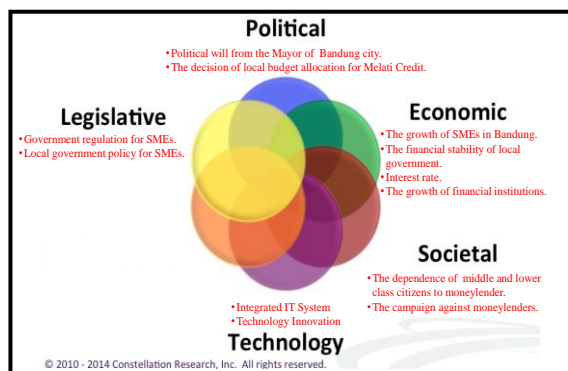 Political
•Political will from the Mayor of Bandung city.
•The decision of local budget allocation for Melati Credit.
Legislative
•Government regulation for SMEs.
•Local government policy for SMEs.
Economic
•The growth of SMEs in Bandung.
•The financial stability of local
government.
•Interest rate.
•The growth of financial institutions.
Societal
•The dependence of middle and lower
class citizens to moneylender.
•The campaign against moneylenders.
•Integrated IT System
•Technology Innovation
Technology
© 2010 - 2014 Constellation Research, Inc. All rights reserved.